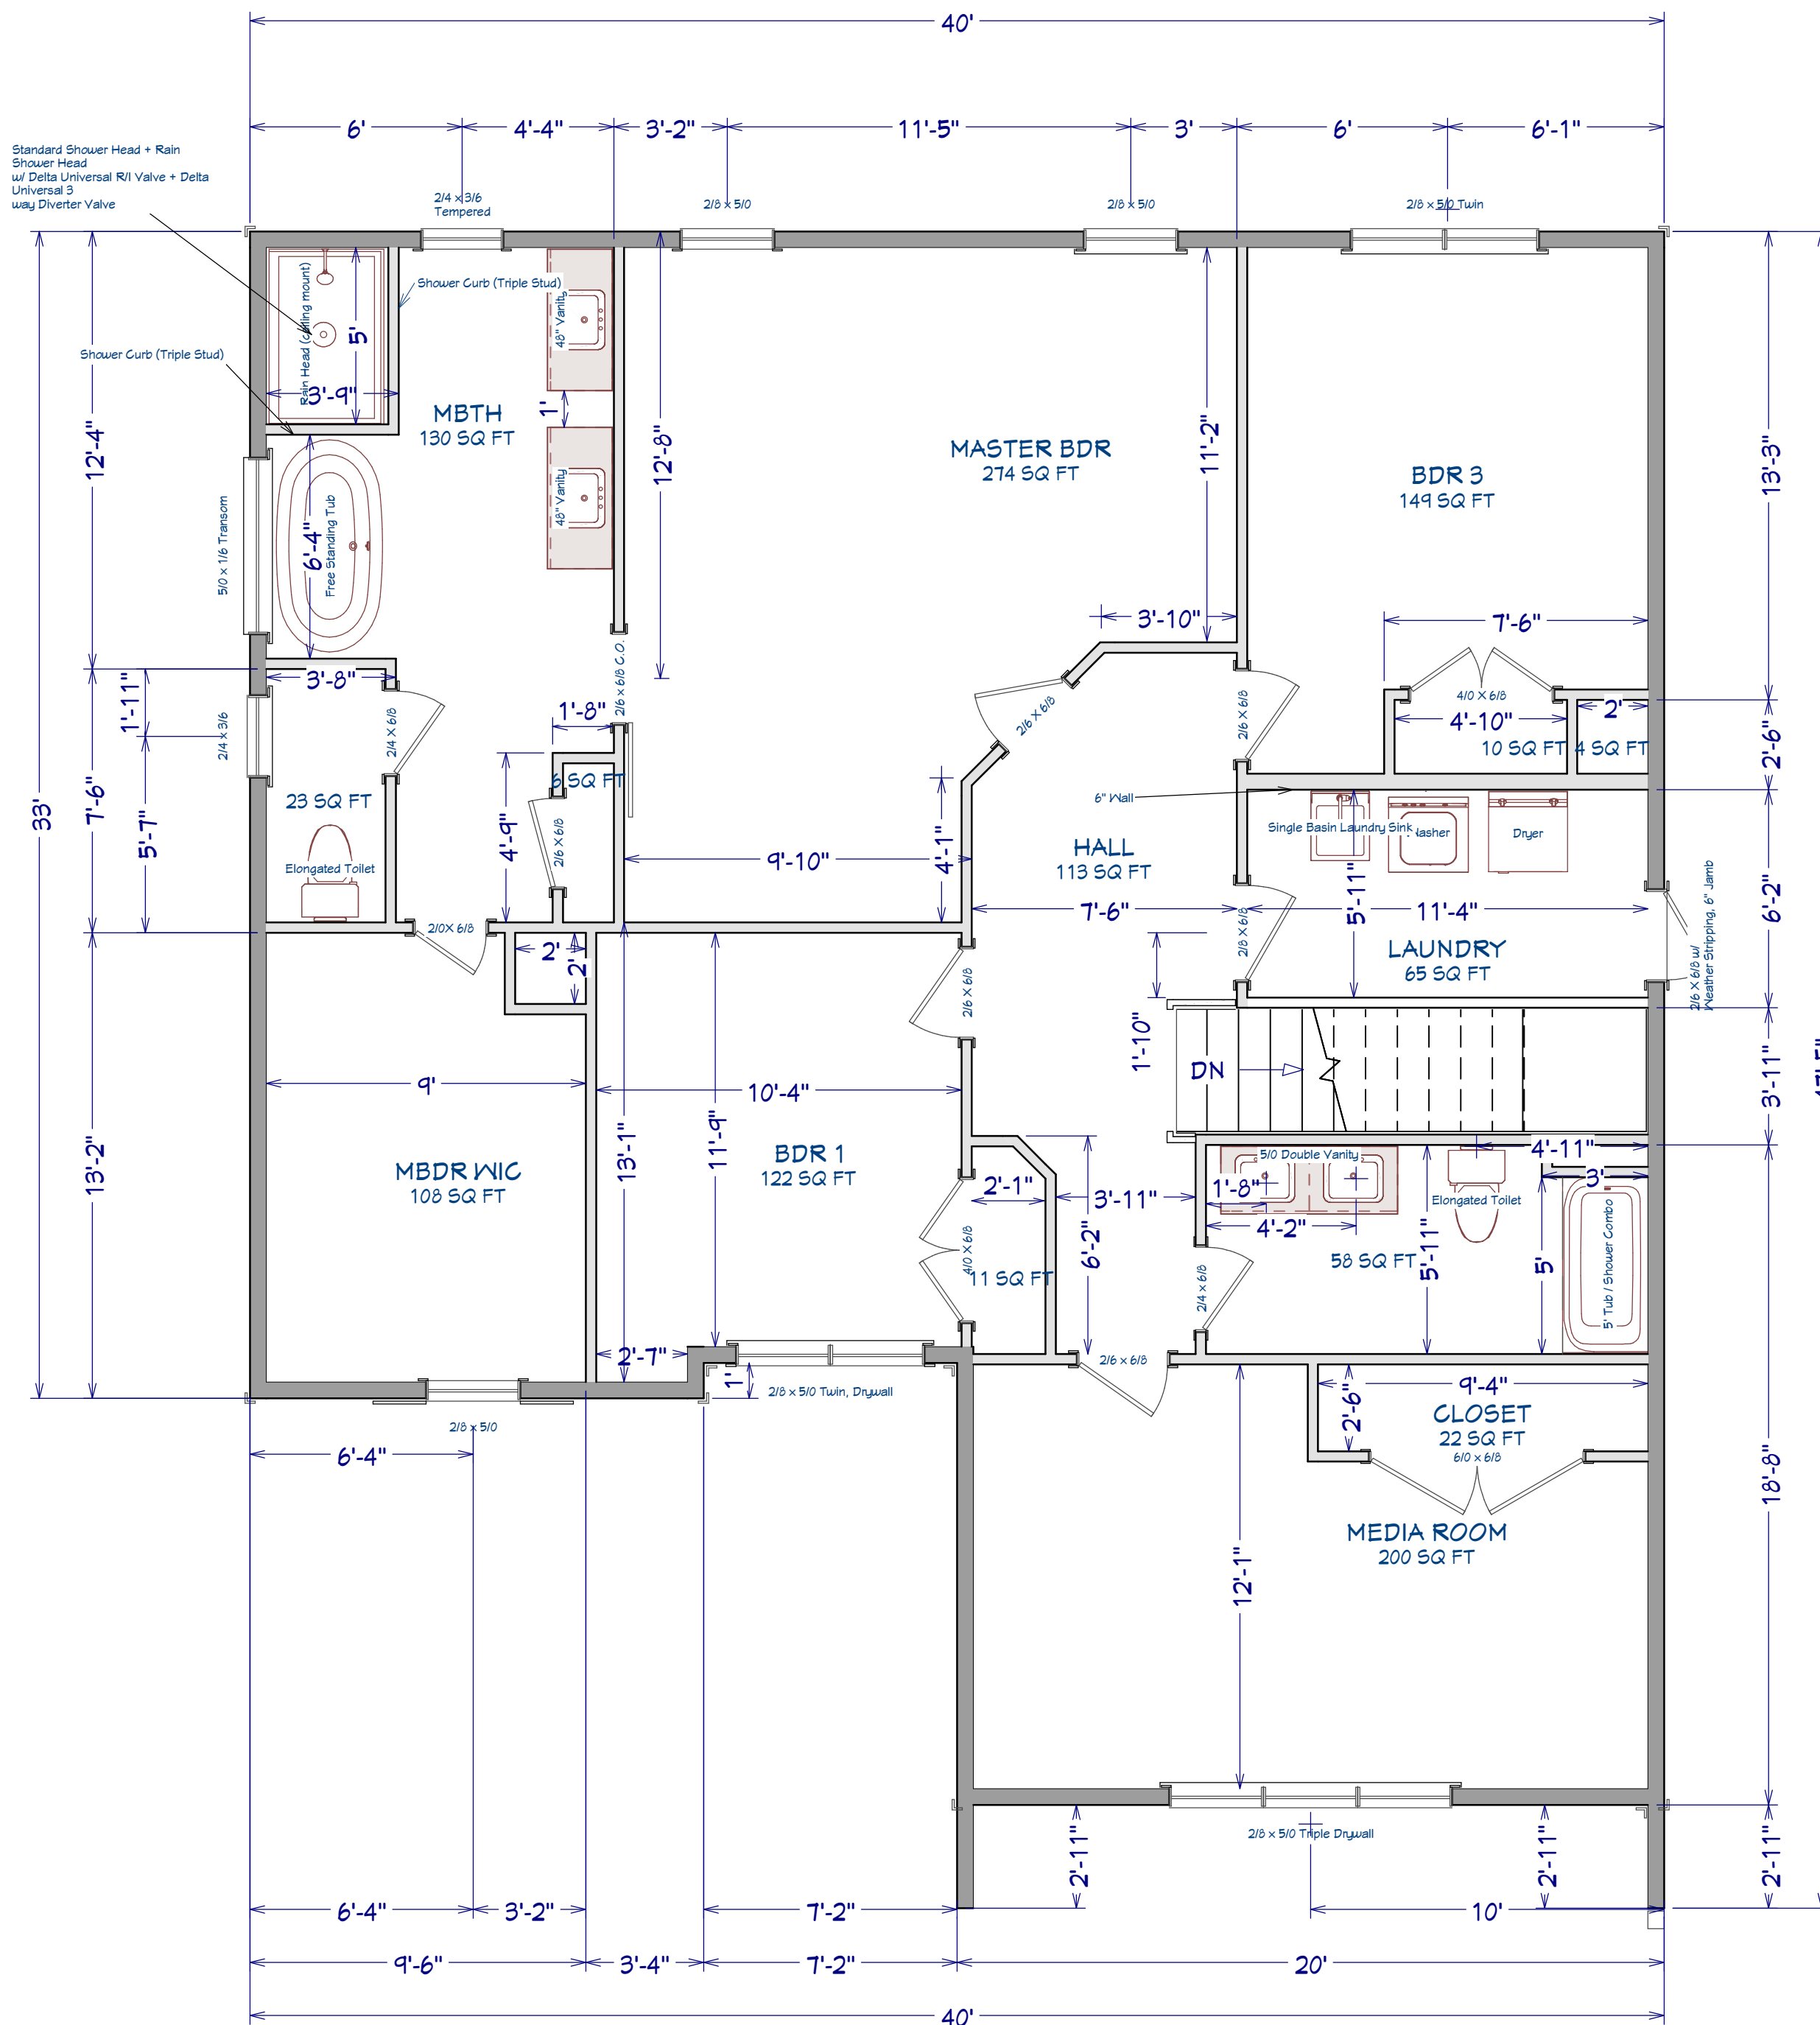 40'
6'
4'-4"
3'-2"
11'-5"
3'
6'
6'-1"
Standard Shower Head + Rain
Shower Head
w/ Delta Universal R/I Valve + Delta
Universal 3
way Diverter Valve
2/4 x 3/6
Tempered
2/8 x 5/0
2/8 x 5/0
2/8 x 5/0 Twin
Shower Curb (Triple Stud)
Rain Head (ceiling mount)
5'
48" Vanity
Shower Curb (Triple Stud)
3'-9"
1'
MBTH
130 SQ FT
12'-4"
12'-8"
11'-2"
MASTER BDR
274 SQ FT
BDR 3
149 SQ FT
13'-3"
48" Vanity
5/0 x 1/6 Transom
6'-4"
Free Standing Tub
3'-10"
7'-6"
3'-8"
2/6 x 6/8 C.O.
1'-11"
2/4 x 3/6
2/4 X 6/8
1'-8"
2/6 X 6/8
2/6 X 6/8
4/0 X 6/8
4'-10"
2'
10 SQ FT
4 SQ FT
2'-6"
33'
7'-6"
5'-7"
23 SQ FT
6 SQ FT
4'-9"
2/6 X 6/8
Elongated Toilet
9'-10"
4'-1"
6" Wall
HALL
113 SQ FT
Single Basin Laundry Sink
Dryer
7'-6"
2/8 x 6/8
5'-11"
11'-4"
LAUNDRY
65 SQ FT
6'-2"
2/6 X 6/8 w/
Weather Stripping, 6" Jamb
2/0X 6/8
2'
2'
2/6 X 6/8
1'-10"
DN
3'-11"
9'
10'-4"
13'-2"
MBDR WIC
108 SQ FT
13'-1"
11'-9"
BDR 1
122 SQ FT
5/0 Double Vanity
4'-11"
2'-1"
3'-11"
1'-8"
Elongated Toilet
3'
4'-2"
6'-2"
4/0 X 6/8
11 SQ FT
2/4 x 6/8
58 SQ FT
5'-11"
5'
5' Tub / Shower Combo
2'-7"
1'
2/8 x 5/0 Twin, Drywall
2/6 x 6/8
2/8 x 5/0
6'-4"
2'-6"
9'-4"
CLOSET
22 SQ FT
6/0 x 6/8
18'-8"
MEDIA ROOM
200 SQ FT
12'-1"
2/8 x 5/0 Triple Drywall
2'-11"
2'-11"
2'-11"
6'-4"
3'-2"
7'-2"
10'
9'-6"
3'-4"
7'-2"
20'
40'